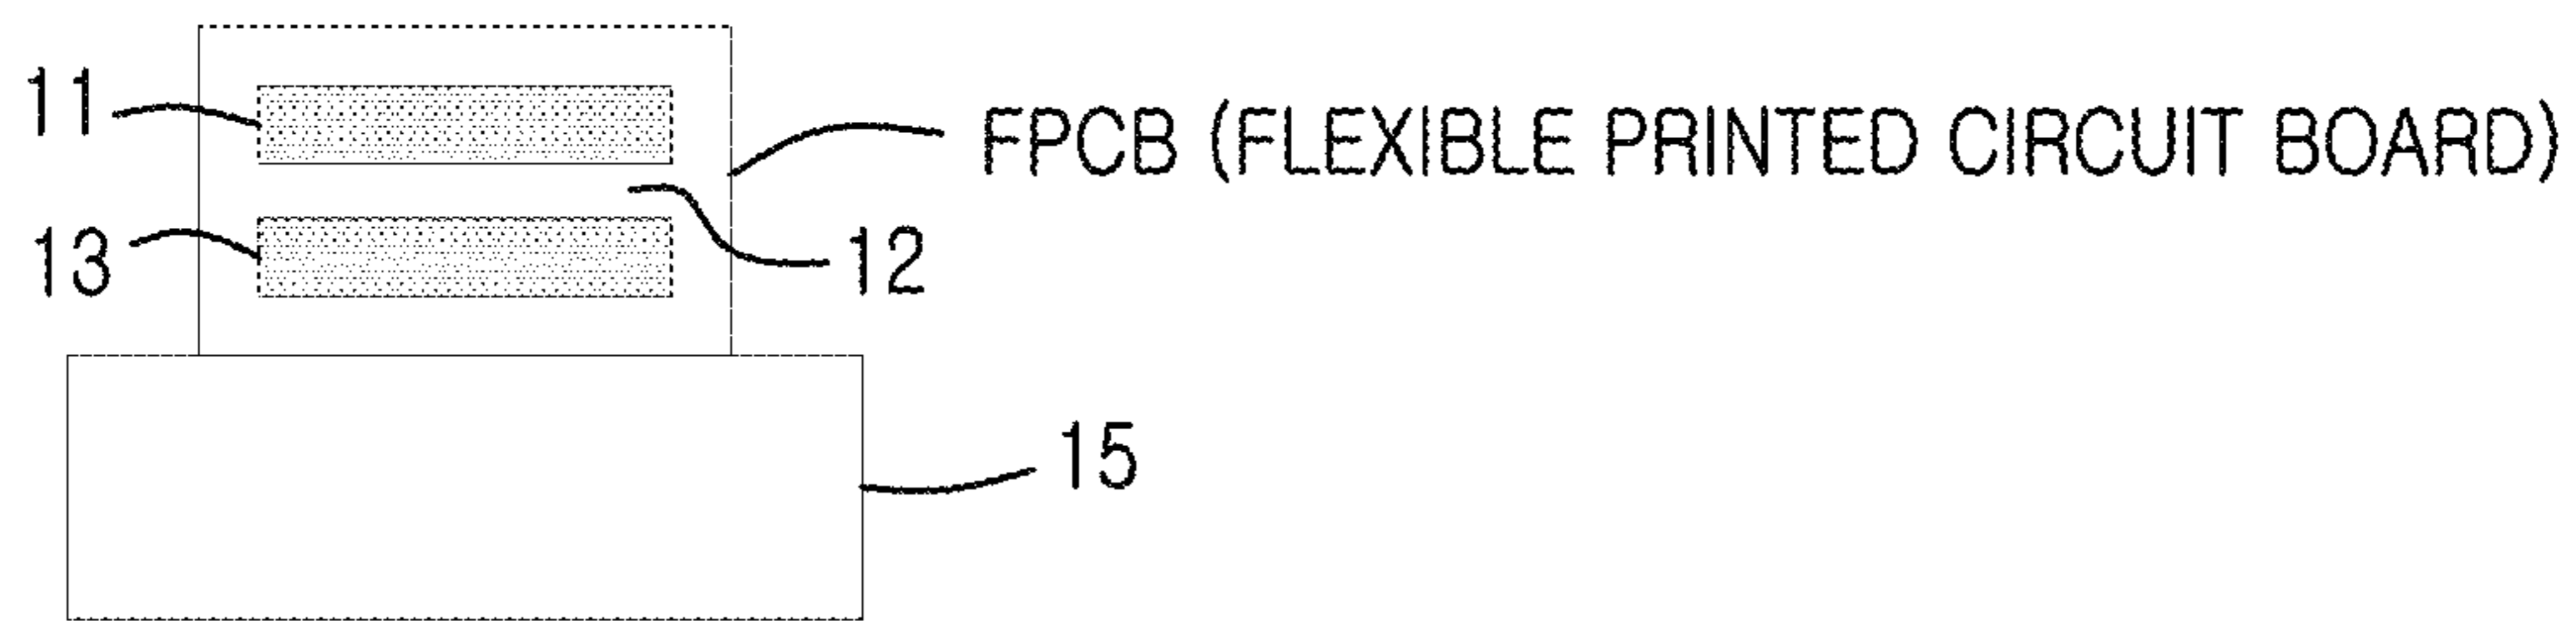 11
FPCB (FLEXIBLE PRINTED CIRCUIT BOARD)
13
12
15